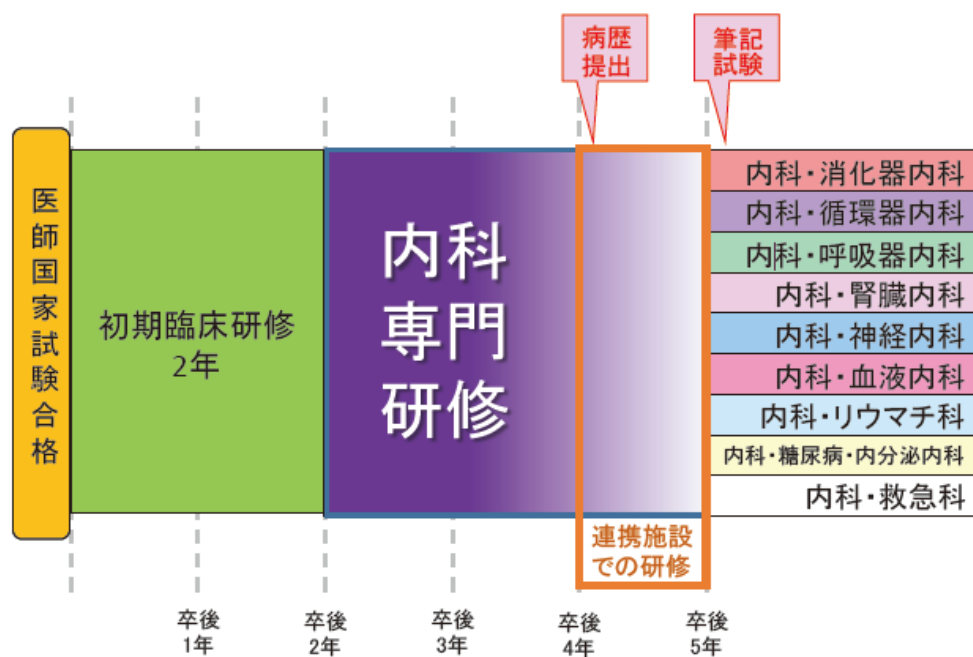 病歴
提出
筆記
試験
医師国家試験合格
初期臨床研修
2年
内科
専門
研修
内科・消化器内科
内科・循環器内科
内科・呼吸器内科
内科・腎臓内科
内科・神経内科
内科・血液内科
内科・リウマチ科
内科・糖尿病・内分泌内科
内科・救急科
連携施設
での研修
卒後
1年
卒後
2年
卒後
3年
卒後
4年
卒後
5年